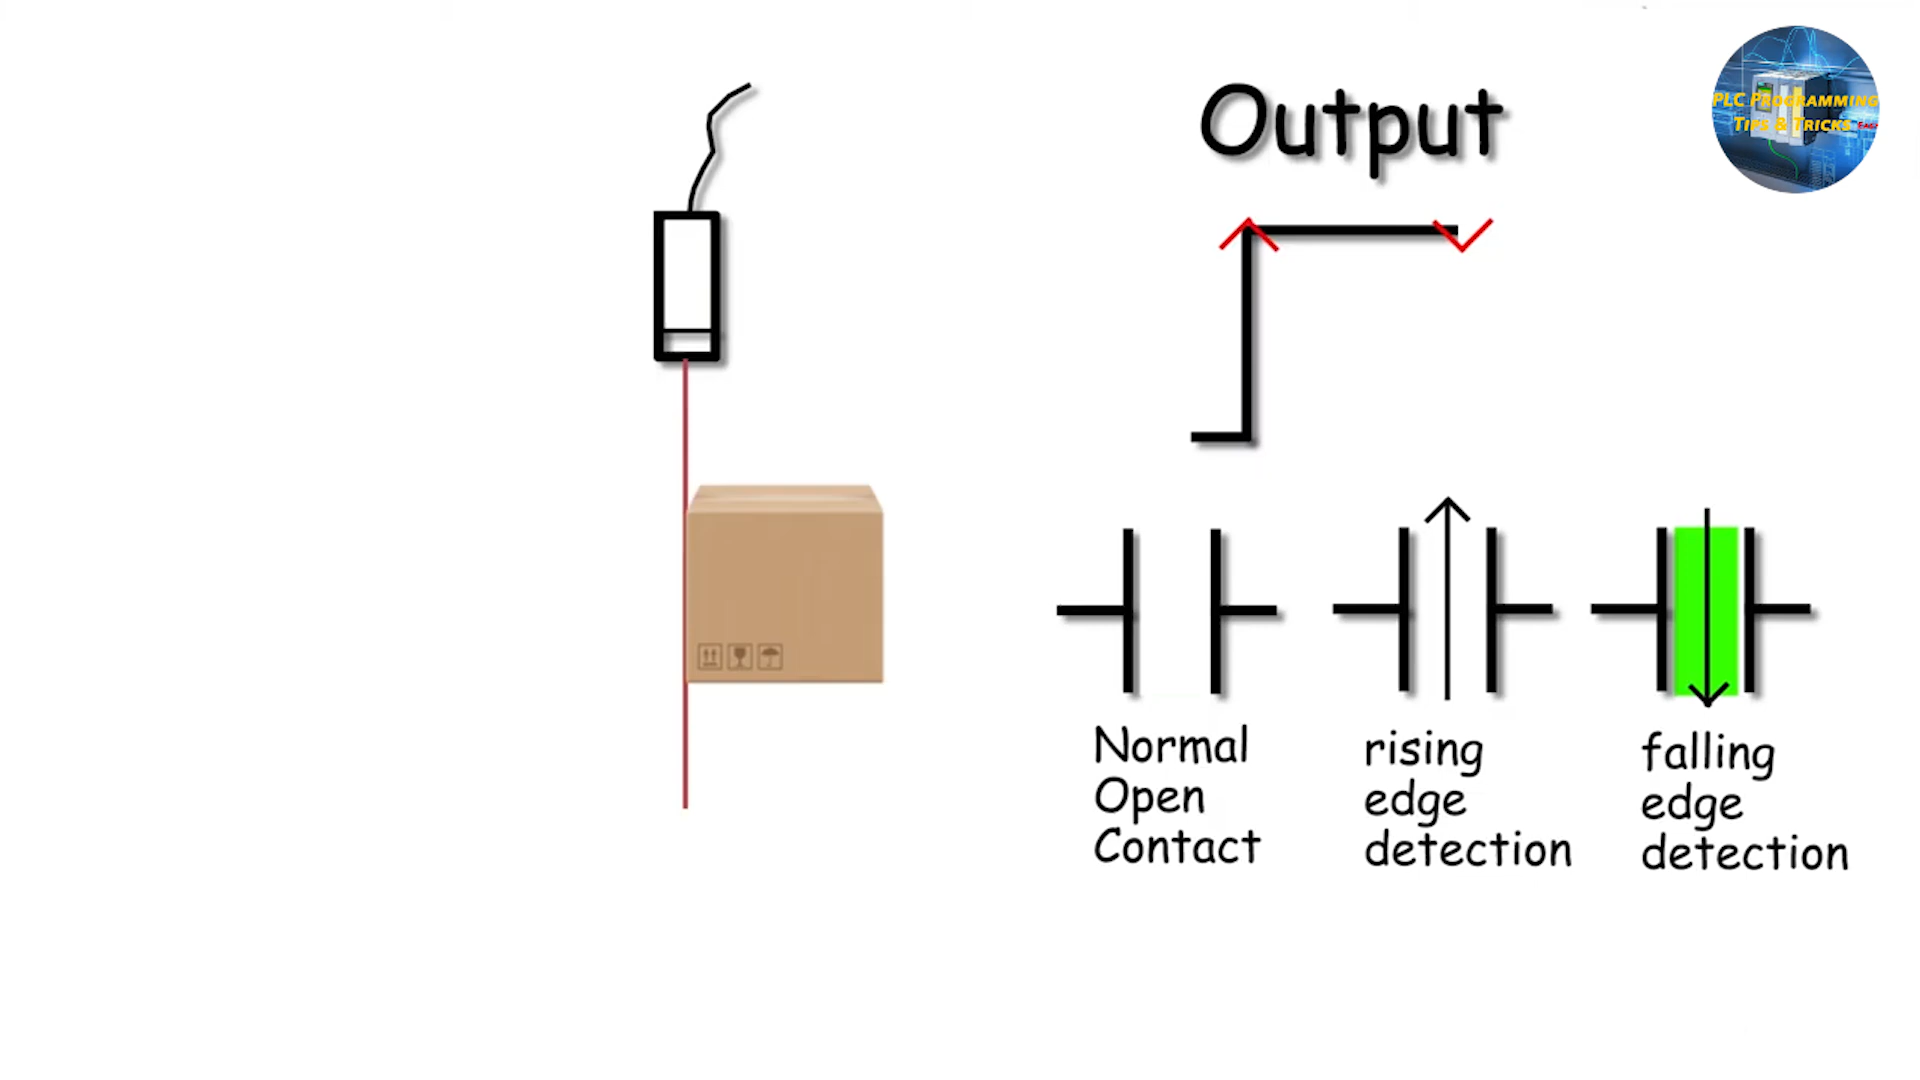 Output
PLC PROGRAMMING
TIPS & TRICKS
Normal
Open
Contact
rising
edge
detection
falling
edge
detection